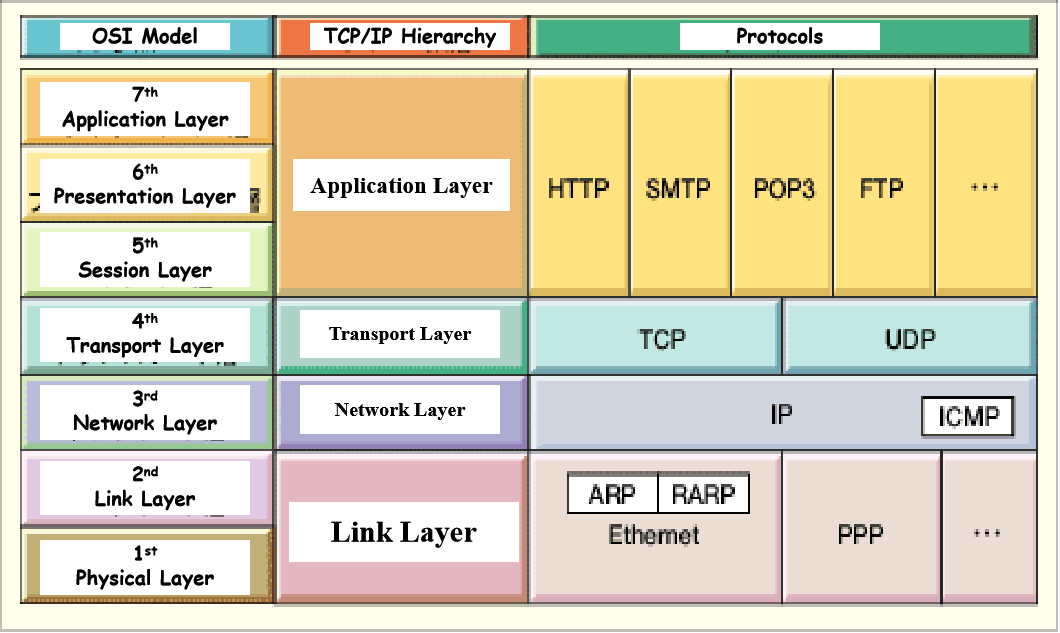 OSI Model
TCP/IP Hierarchy
Protocols
7th
Application Layer
6th
Presentation Layer
5th
Session Layer
Application Layer
HTTP
SMTP
POP3
FTP
...
4th
Transport Layer
Transport Layer
TCP
UDP
3rd
Network Layer
Network Layer
IP
ICMP
2nd
Link Layer
1st
Physical Layer
Link Layer
ARP
RARP
Ethernet
PPP
...